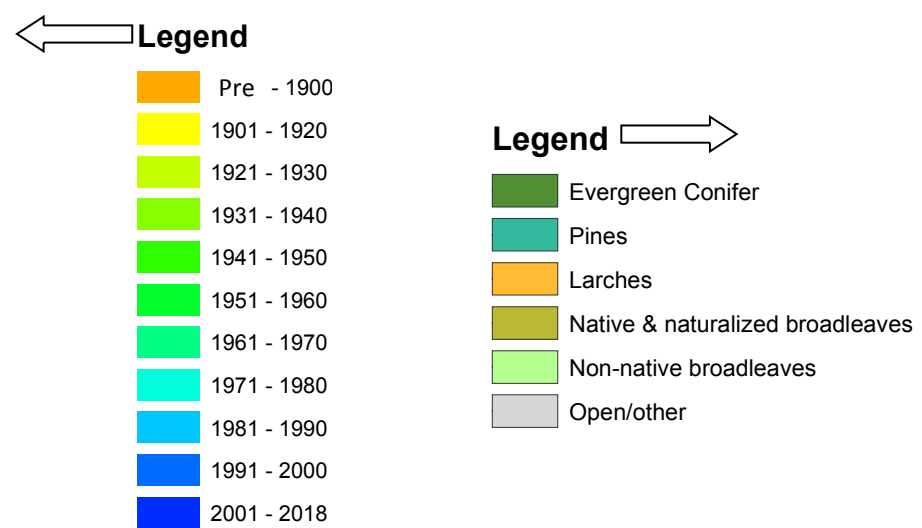 Legend
Pre - 1900
1901 - 1920
1921 - 1930
1931 - 1940
1941 - 1950
1951 - 1960
1961 - 1970
1971 - 1980
1981 - 1990
1991 - 2000
2001 - 2018
Legend
Evergreen Conifer
Pines
Larches
Native & naturalized broadleaves
Non-native broadleaves
Open/other